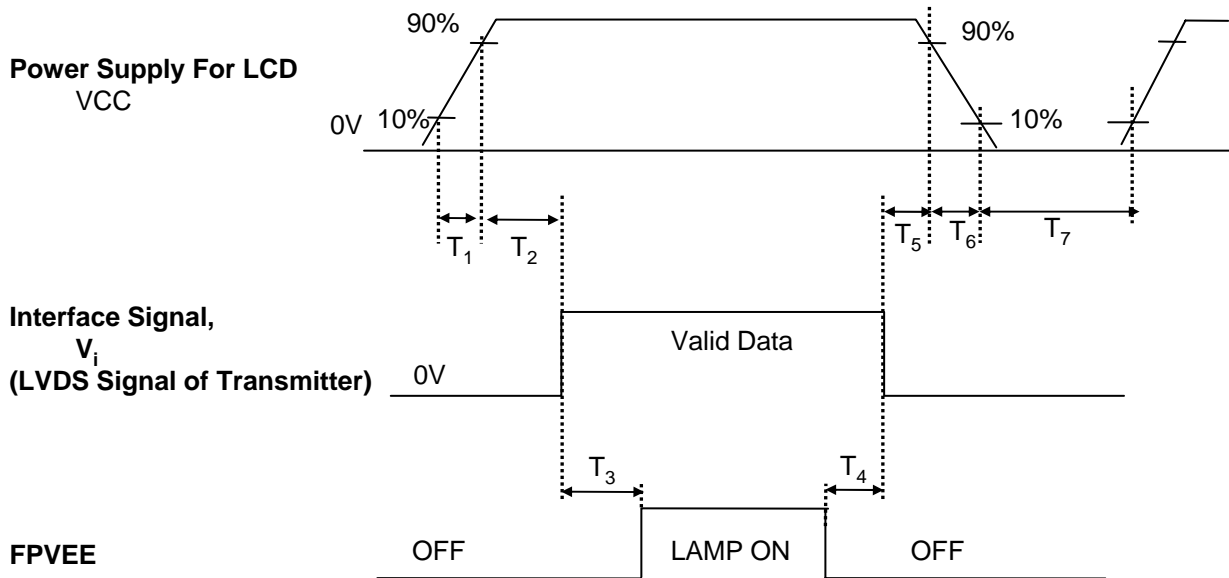 90%
90%
Power Supply For LCD
VCC
0V
10%
10%
T1
T2
T5
T6
T7
Interface Signal,
Vi
(LVDS Signal of Transmitter)
0V
Valid Data
T3
T4
FPVEE
OFF
LAMP ON
OFF